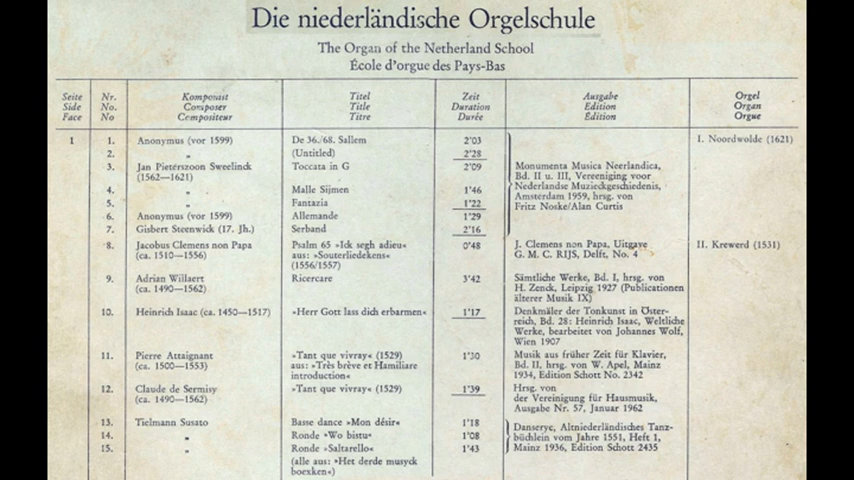 Die niederländische Orgelschule
The Organ of the Netherland School
École d'orgue des Pays-Bas
Seite Nr. Komponist Titel Zeit Ausgabe Orgel
Side No. Composer Title Duration Edition Organ
Face No Compositeur Titre Durée Édition Orgue
1 1. Anonymus (vor 1599) De 36./68. Sallem 2'03 I. Noordwolde (1621)
2. „ (Untitled) 2'28
3. Jan Pieterszoon Sweelinck Toccata in G 2'09 Monumenta Musica Neerlandica,
(1562—1621) Bd. II u. III, Vereeniging voor
4. „ Malle Sijmen 1'46 Nederlandse Muziekgeschiedenis,
5. „ Fantazia 1'22 Amsterdam 1959, hrsg. von
6. Anonymus (vor 1599) Allemande 1'29 Fritz Noske/Alan Curtis
7. Gisbert Steenwick (17. Jh.) Serband 2'16
8. Jacobus Clemens non Papa Psalm 65 »Ick segh adieu« 0'48 J. Clemens non Papa, Uitgave II. Krewerd (1531)
(ca. 1510—1556) aus: »Souterliedekens« G. M. C. RIJS, Delft, No. 4
(1556/1557)
9. Adrian Willaert Ricercare 3'42 Sämtliche Werke, Bd. I, hrsg. von
(ca. 1490—1562) H. Zenck, Leipzig 1927 (Publicationen
älterer Musik IX)
10. Heinrich Isaac (ca. 1450—1517) »Herr Gott lass dich erbarmen« 1'17 Denkmäler der Tonkunst in Öster-
reich, Bd. 28: Heinrich Isaac, Weltliche
Werke, bearbeitet von Johannes Wolf,
Wien 1907
11. Pierre Attaignant »Tant que vivray« (1529) 1'30 Musik aus früher Zeit für Klavier,
(ca. 1500—1553) aus: »Très brève et Hamiliare Bd. II, hrsg. von W. Apel, Mainz
introduction« 1934, Edition Schott No. 2342
12. Claude de Sermisy »Tant que vivray« (1529) 1'39 Hrsg. von
(ca. 1490—1562) der Vereinigung für Hausmusik,
Ausgabe Nr. 57, Januar 1962
13. Tielmann Susato Basse dance »Mon désir« 1'18 Danserye, Altniederländisches Tanz-
14. „ Ronde »Wo bistu« 1'08 büchlein vom Jahre 1551, Heft 1,
15. „ Ronde »Saltarello« 1'43 Mainz 1936, Edition Schott 2435
(alle aus: »Het derde musyck
boexken«)